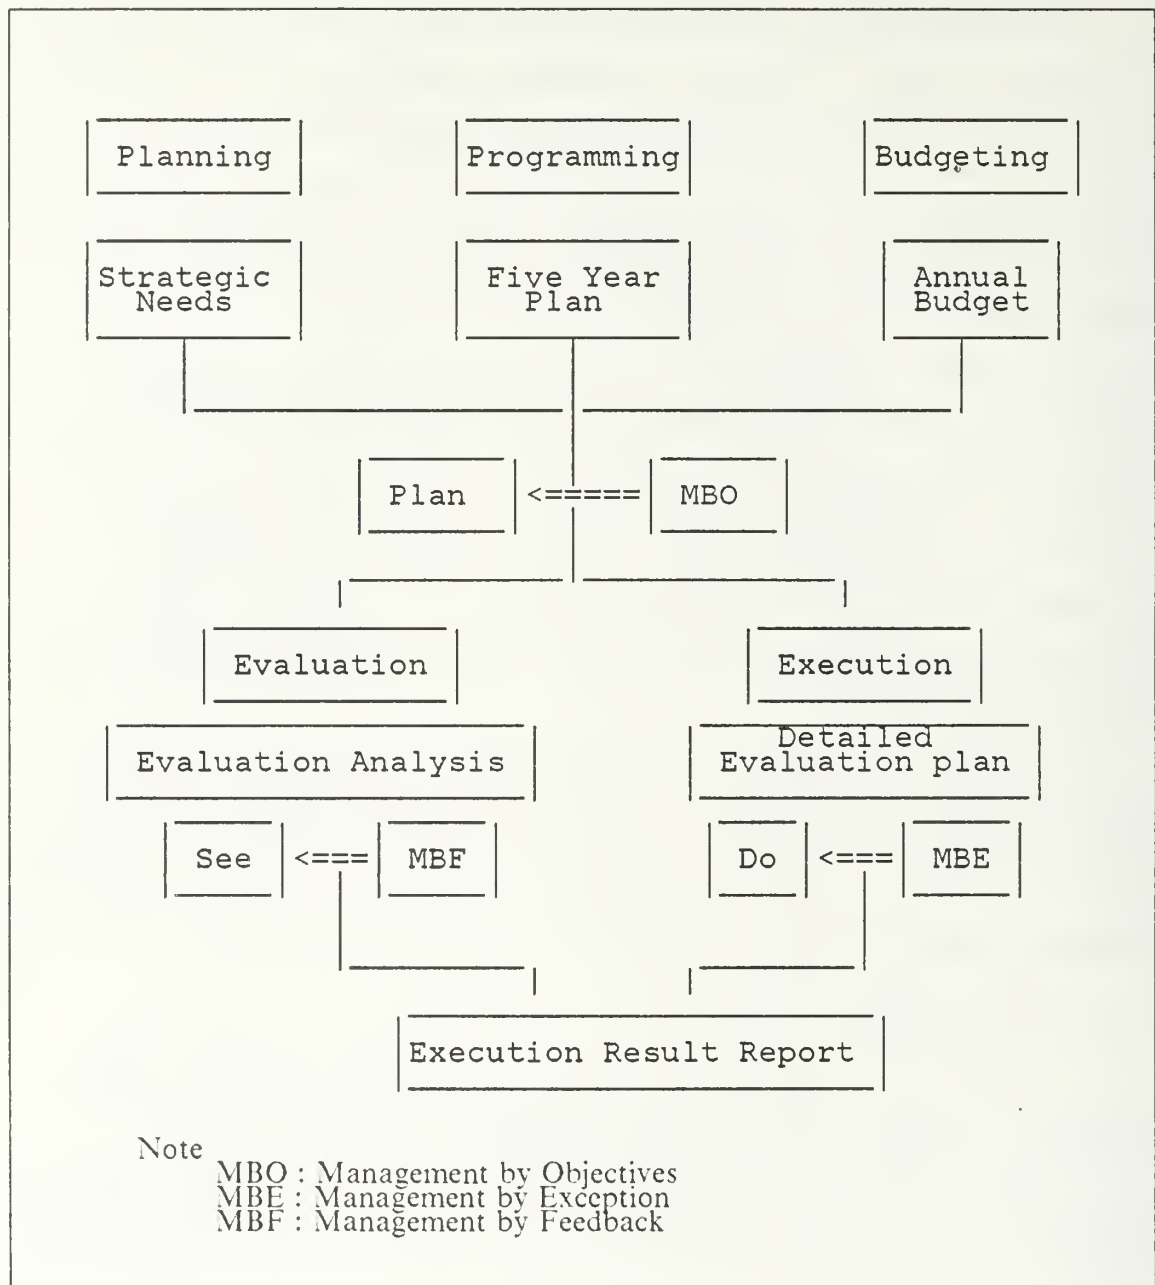 Planning
Programming
Budgeting
Strategic
Needs
Five Year
Plan
Annual
Budget
Plan <===== MBO
Evaluation
Execution
Evaluation Analysis
Detailed
Evaluation plan
See <=== MBF
Do <=== MBE
Execution Result Report
Note
MBO : Management by Objectives
MBE : Management by Exception
MBF : Management by Feedback